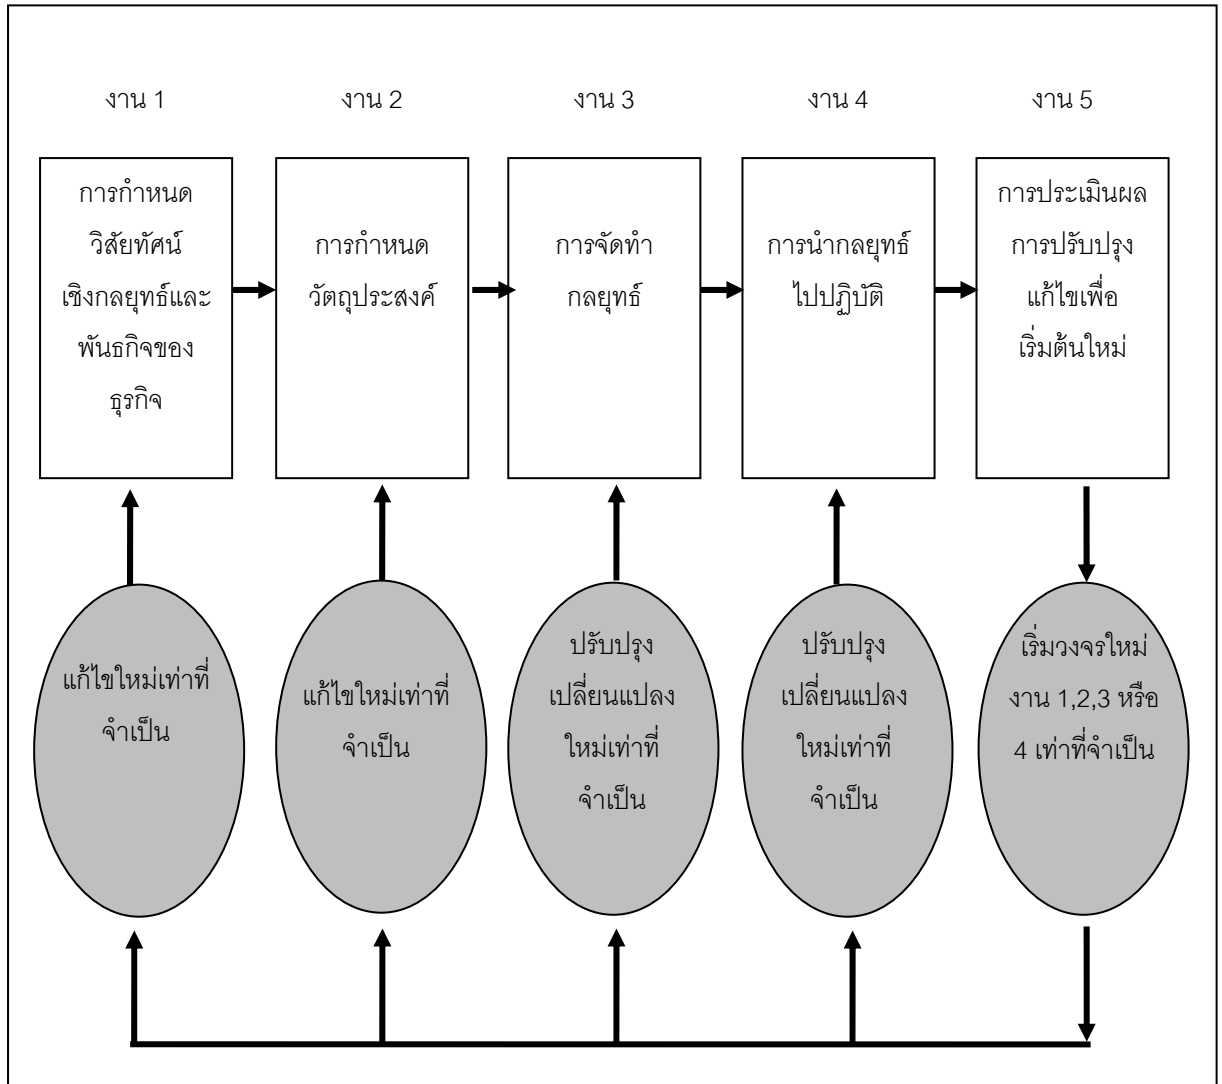 งาน 1
งาน 2
งาน 3
งาน 4
งาน 5
การกำหนด
วิสัยทัศน์
เชิงกลยุทธ์และ
พันธกิจของ
ธุรกิจ
การกำหนด
วัตถุประสงค์
การจัดทำ
กลยุทธ์
การนำกลยุทธ์
ไปปฏิบัติ
การประเมินผล
การปรับปรุง
แก้ไขเพื่อ
เริ่มต้นใหม่
แก้ไขใหม่เท่าที่
จำเป็น
แก้ไขใหม่เท่าที่
จำเป็น
ปรับปรุง
เปลี่ยนแปลง
ใหม่เท่าที่
จำเป็น
ปรับปรุง
เปลี่ยนแปลง
ใหม่เท่าที่
จำเป็น
เริ่มวงจรใหม่
งาน 1,2,3 หรือ
4 เท่าที่จำเป็น